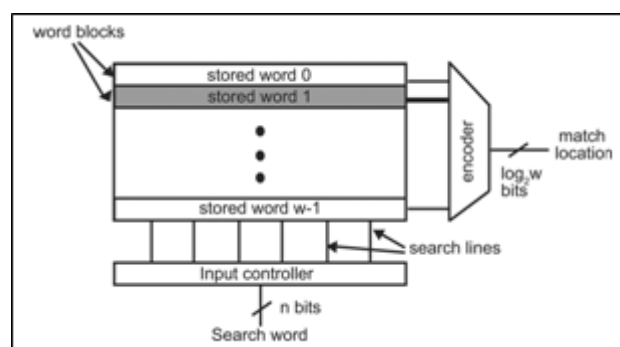 word blocks
stored word 0
stored word 1
stored word w-1
encoder
match
location
log₂w
bits
search lines
Input controller
n bits
Search word